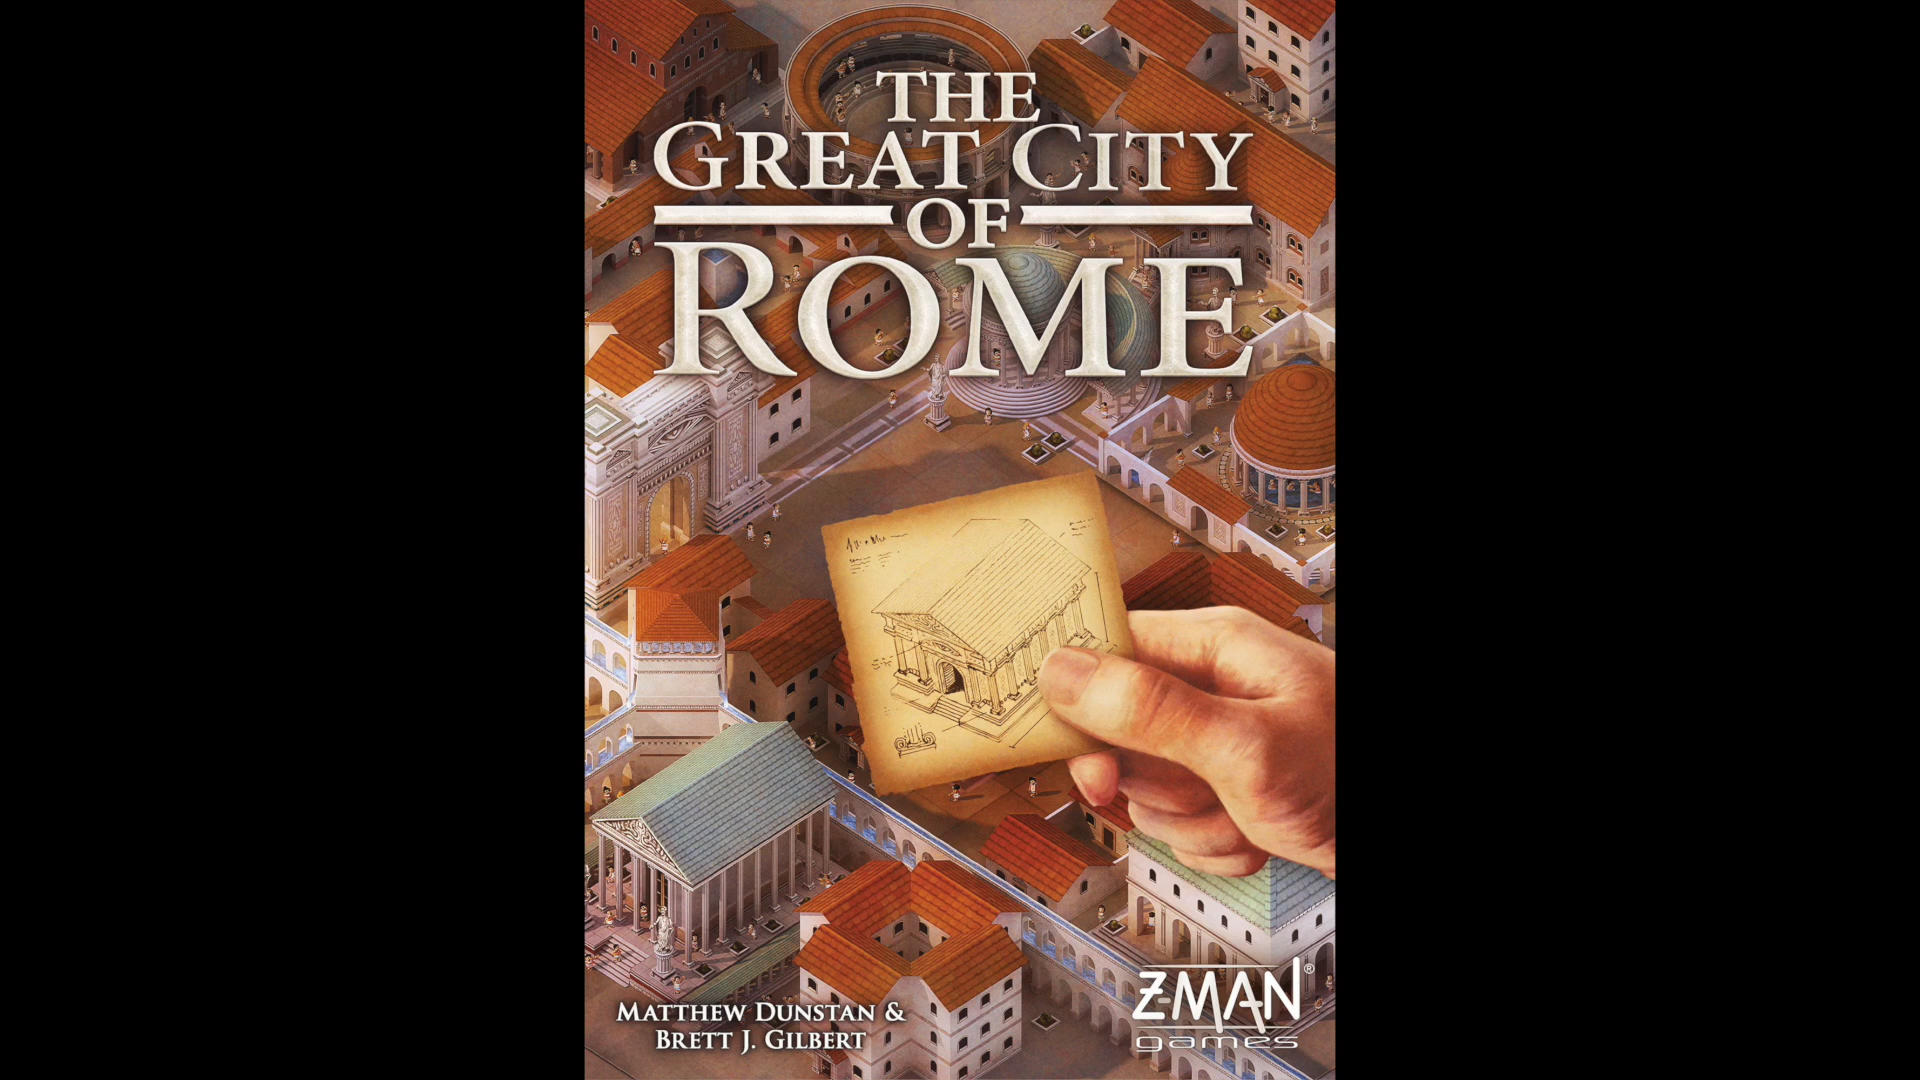 THE
GREAT CITY
OF
ROME
MATTHEW DUNSTAN &
BRETT J. GILBERT
Z-MAN®
games